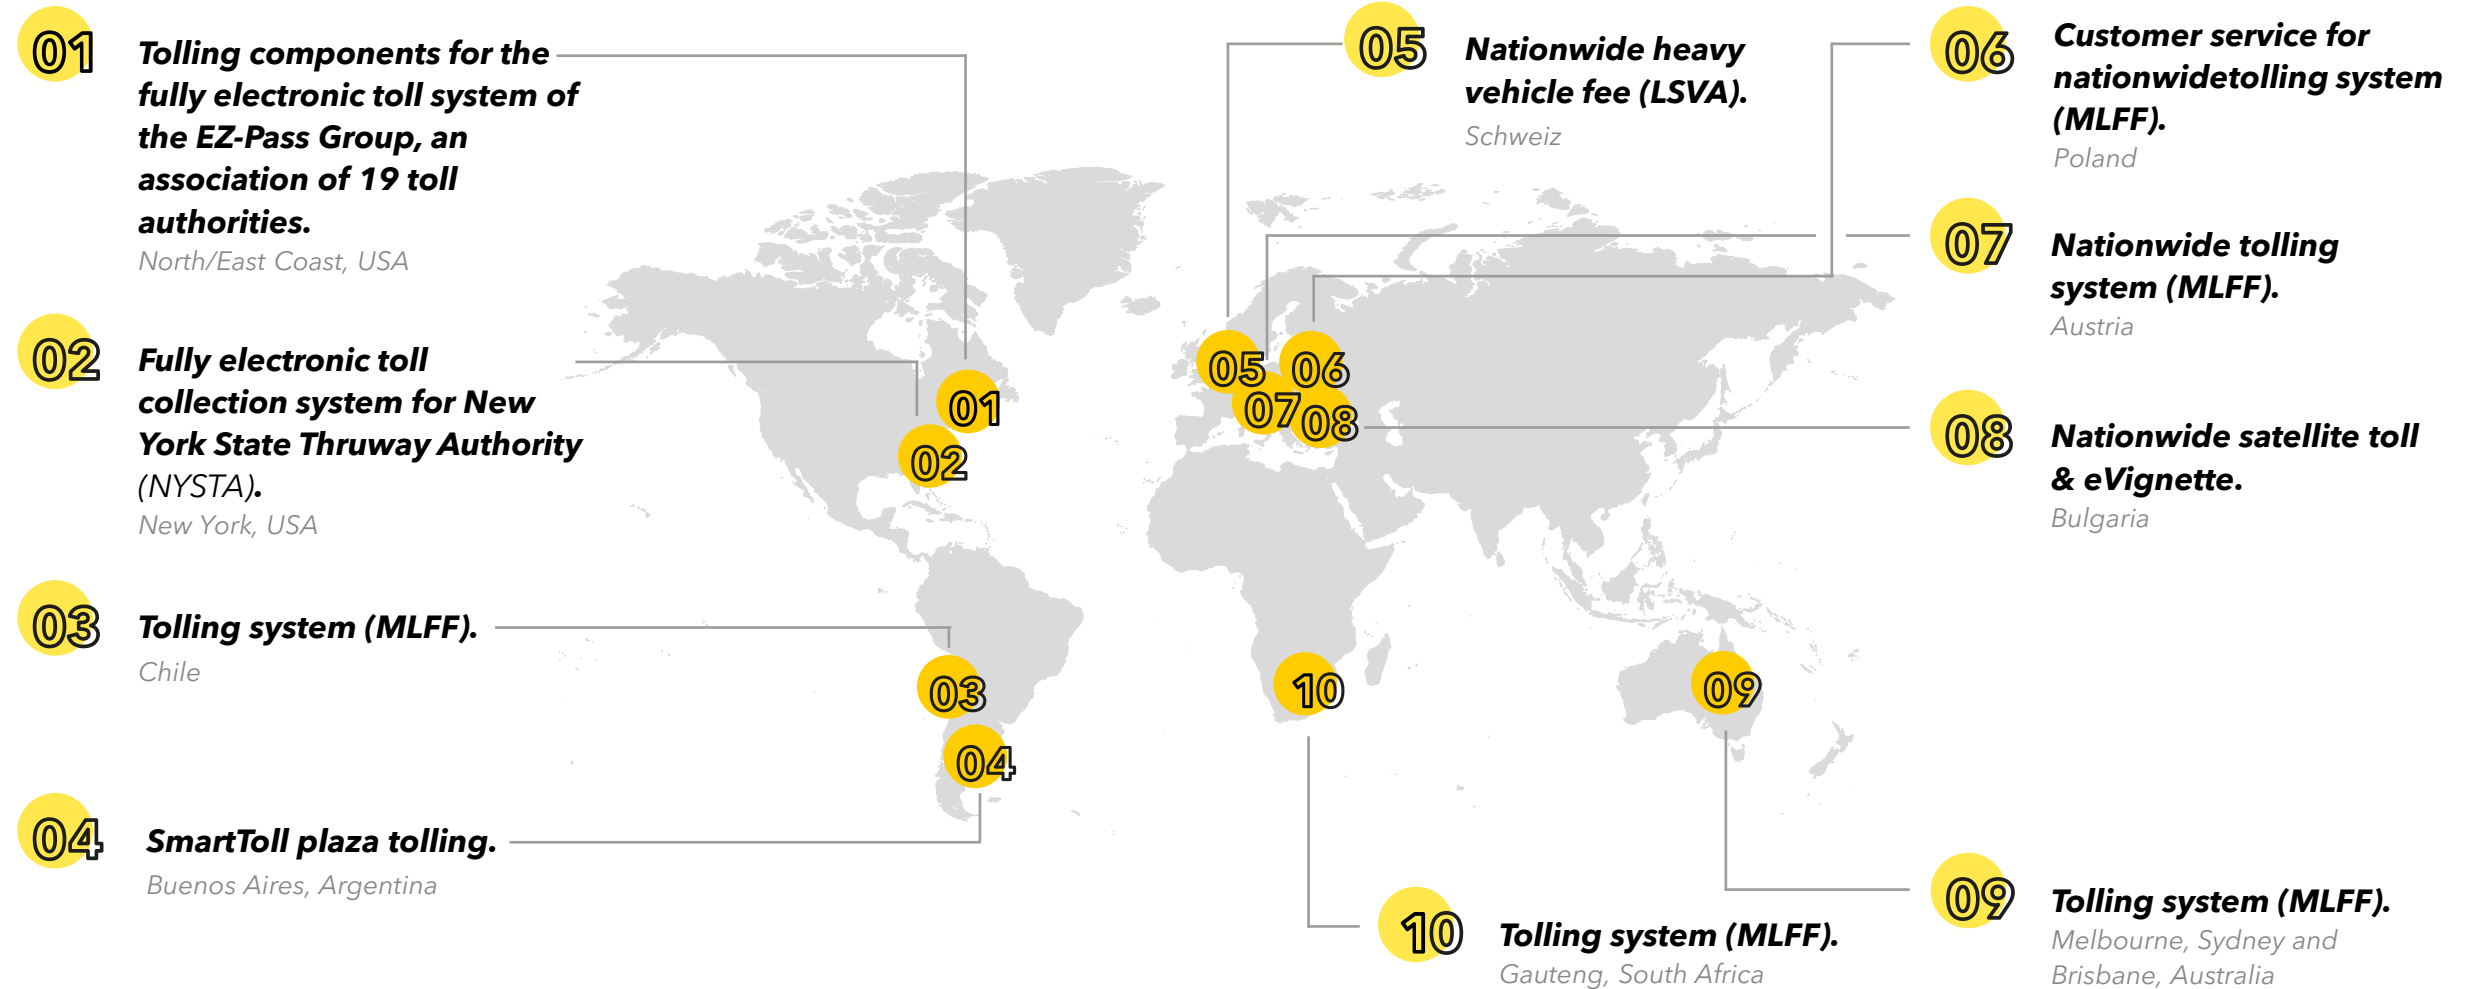 01
Tolling components for the
fully electronic toll system of
the EZ-Pass Group, an
association of 19 toll
authorities.
North/East Coast, USA
02
Fully electronic toll
collection system for New
York State Thruway Authority
(NYSTA).
New York, USA
03
Tolling system (MLFF).
Chile
04
SmartToll plaza tolling.
Buenos Aires, Argentina
05
Nationwide heavy
vehicle fee (LSVA).
Schweiz
06
Customer service for
nationwidetolling system
(MLFF).
Poland
07
Nationwide tolling
system (MLFF).
Austria
08
Nationwide satellite toll
& eVignette.
Bulgaria
09
Tolling system (MLFF).
Melbourne, Sydney and
Brisbane, Australia
10
Tolling system (MLFF).
Gauteng, South Africa
01
02
03
04
05
06
07
08
09
10